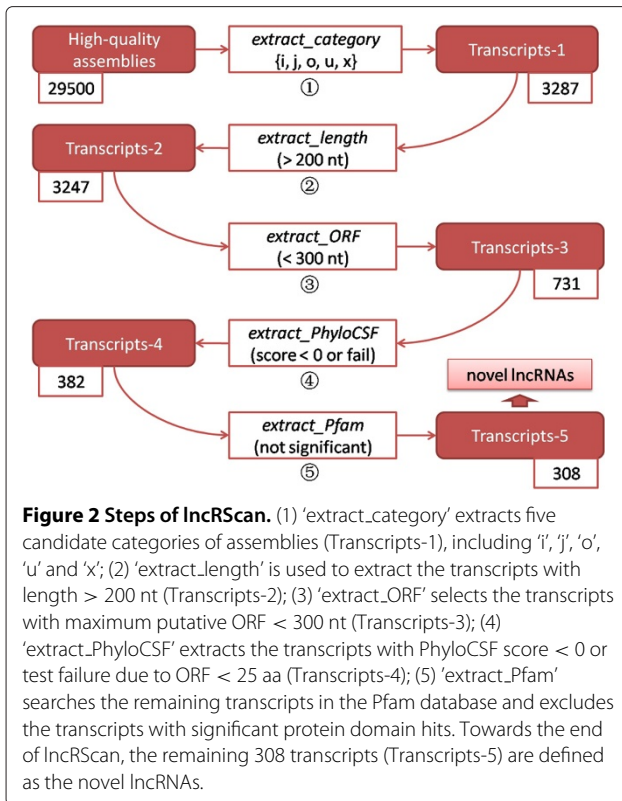 High-quality
assemblies
29500
extract_category
{i, j, o, u, x}
①
Transcripts-1
3287
Transcripts-2
3247
extract_length
(> 200 nt)
②
extract_ORF
(< 300 nt)
③
Transcripts-3
731
Transcripts-4
382
extract_PhyloCSF
(score < 0 or fail)
④
novel lncRNAs
extract_Pfam
(not significant)
⑤
Transcripts-5
308
Figure 2 Steps of lncRScan. (1) ‘extract_category’ extracts five
candidate categories of assemblies (Transcripts-1), including ‘i’, ‘j’, ‘o’,
‘u’ and ‘x’; (2) ‘extract_length’ is used to extract the transcripts with
length > 200 nt (Transcripts-2); (3) ‘extract_ORF’ selects the transcripts
with maximum putative ORF < 300 nt (Transcripts-3); (4)
‘extract_PhyloCSF’ extracts the transcripts with PhyloCSF score < 0 or
test failure due to ORF < 25 aa (Transcripts-4); (5) ’extract_Pfam’
searches the remaining transcripts in the Pfam database and excludes
the transcripts with significant protein domain hits. Towards the end
of lncRScan, the remaining 308 transcripts (Transcripts-5) are defined
as the novel lncRNAs.